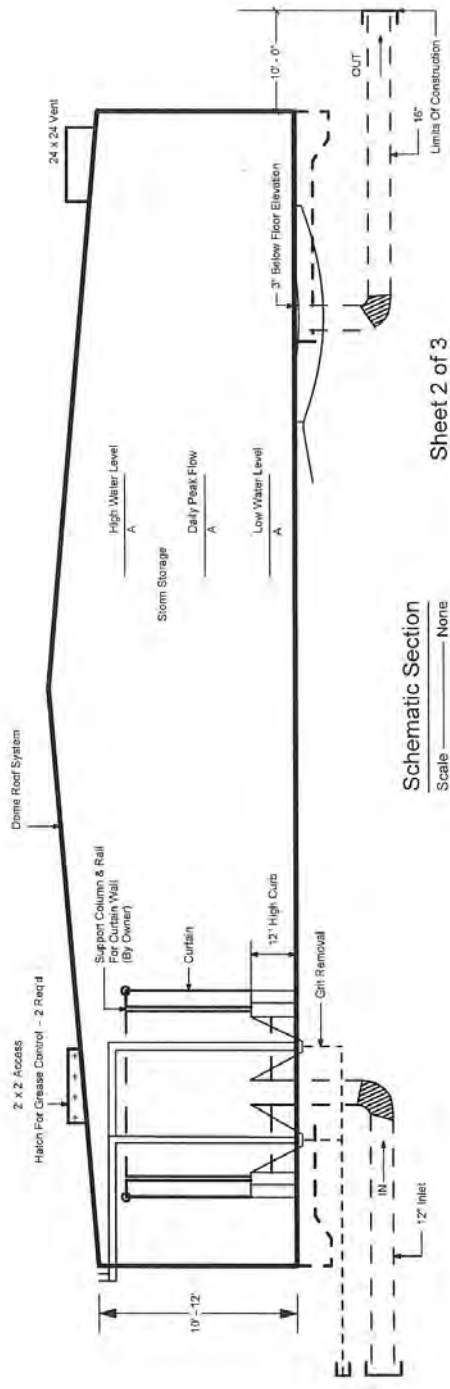 Dome Roof System
2' x 2' Access
Hatch For Grease Control - 2 Req'd
24 x 24 Vent
Support Column & Rail
For Curtain Wall
(By Owner)
Curtain
12" High Curb
Grit Removal
10' -12'
High Water Level
A
Storm Storage
Daily Peak Flow
A
Low Water Level
A
3" Below Floor Elevation
10' - 0"
IN
12" Inlet
OUT
16"
Limits Of Construction
Schematic Section
Scale None
Sheet 2 of 3